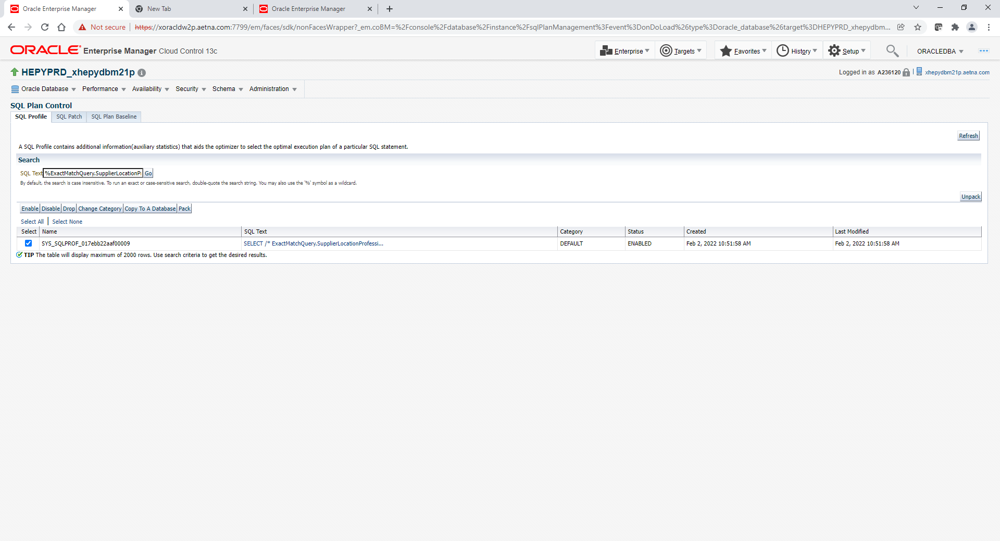 Oracle Enterprise Manager
New Tab
Oracle Enterprise Manager
Not secure
https://xoracldw2p.aetna.com:7799/em/faces/sdk/nonFacesWrapper?_em.coBM=%2Fconsole%2Fdatabase%2Finstance%2FsqlPlanManagement%3Fevent%3DonDoLoad%26type%3Doracle_database%26target%3DHEPYPRD_xhepydbm...
ORACLE Enterprise Manager Cloud Control 13c
Enterprise
Targets
Favorites
History
Setup
ORACLEDBA
HEPYPRD_xhepydbm21p
Logged in as A236120
xhepydbm21p.aetna.com
Oracle Database
Performance
Availability
Security
Schema
Administration
SQL Plan Control
SQL Profile
SQL Patch
SQL Plan Baseline
Refresh
A SQL Profile contains additional information(auxiliary statistics) that aids the optimizer to select the optimal execution plan of a particular SQL statement.
Search
SQL Text %ExactMatchQuery.SupplierLocationP Go
By default, the search is case insensitive. To run an exact or case-sensitive search, double-quote the search string. You may also use the '%' symbol as a wildcard.
Unpack
Enable Disable Drop Change Category Copy To A Database Pack
Select All | Select None
Select Name SQL Text Category Status Created Last Modified
SYS_SQLPROF_017ebb22aaf00009 SELECT /* ExactMatchQuery.SupplierLocationProfessi... DEFAULT ENABLED Feb 2, 2022 10:51:58 AM Feb 2, 2022 10:51:58 AM
TIP The table will display maximum of 2000 rows. Use search criteria to get the desired results.